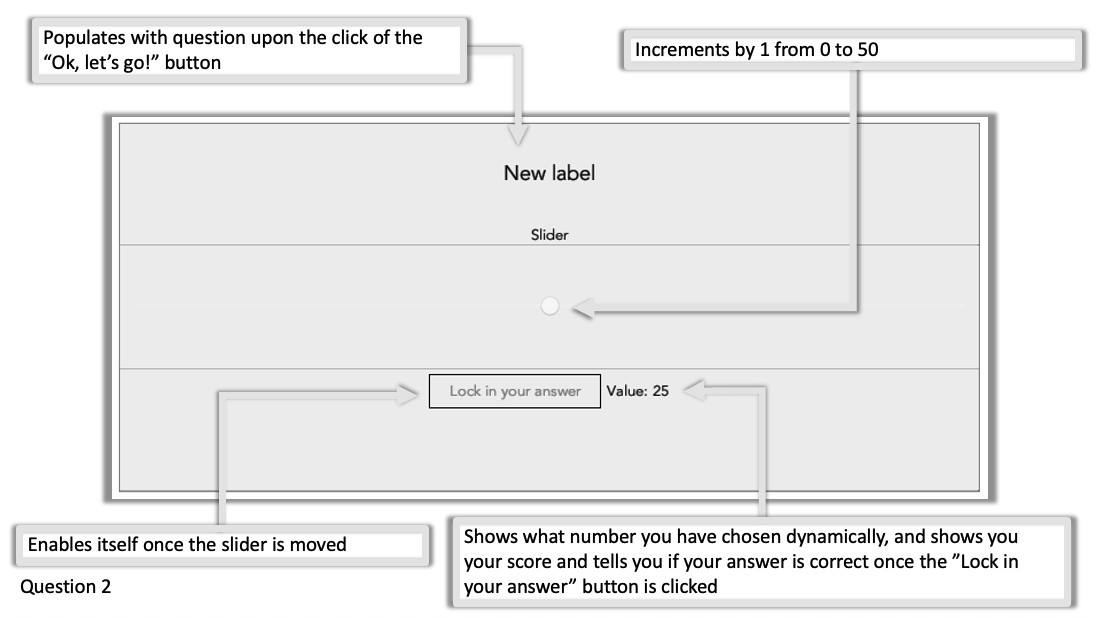 Populates with question upon the click of the
“Ok, let’s go!” button
Increments by 1 from 0 to 50
New label
Slider
Lock in your answer
Value: 25
Enables itself once the slider is moved
Shows what number you have chosen dynamically, and shows you
your score and tells you if your answer is correct once the ”Lock in
your answer” button is clicked
Question 2